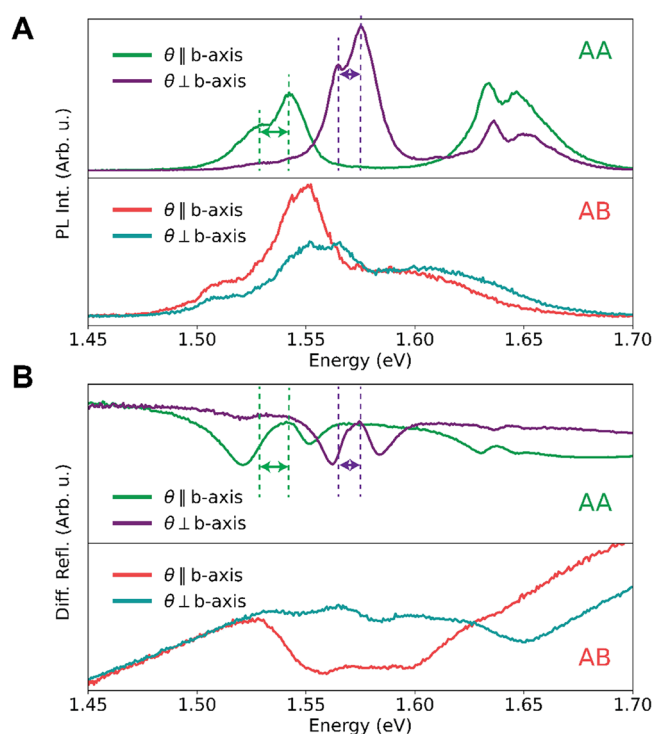 A
θ ∥ b-axis
θ ⊥ b-axis
AA
θ ∥ b-axis
θ ⊥ b-axis
AB
PL Int. (Arb. u.)
1.45 1.50 1.55 1.60 1.65 1.70
Energy (eV)
B
θ ∥ b-axis
θ ⊥ b-axis
AA
θ ∥ b-axis
θ ⊥ b-axis
AB
Diff. Refl. (Arb. u.)
1.45 1.50 1.55 1.60 1.65 1.70
Energy (eV)